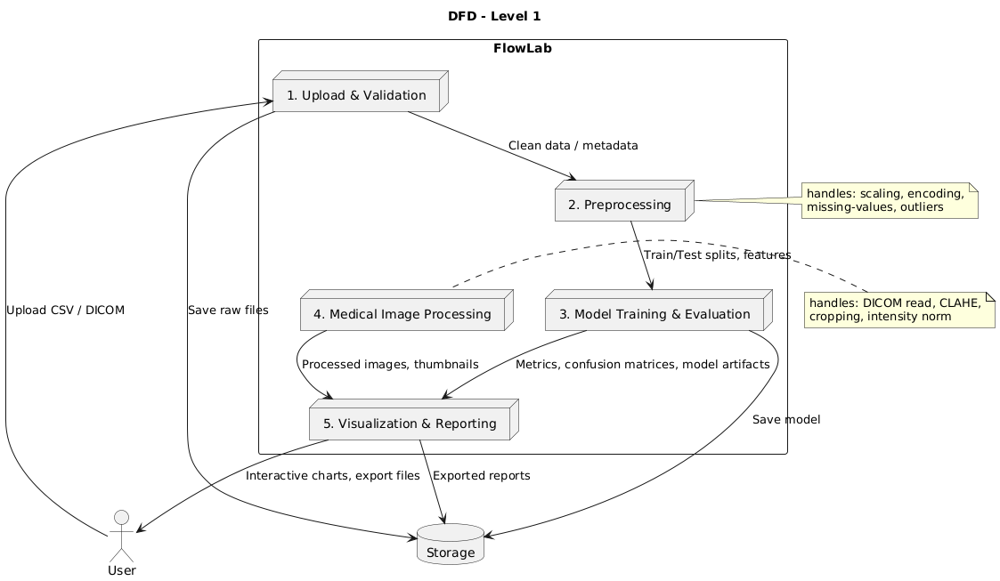 DFD - Level 1
FlowLab
1. Upload & Validation
Clean data / metadata
2. Preprocessing
handles: scaling, encoding,
missing-values, outliers
Train/Test splits, features
Upload CSV / DICOM
Save raw files
4. Medical Image Processing
3. Model Training & Evaluation
handles: DICOM read, CLAHE,
cropping, intensity norm
Processed images, thumbnails
Metrics, confusion matrices, model artifacts
5. Visualization & Reporting
Save model
Interactive charts, export files
Exported reports
User
Storage